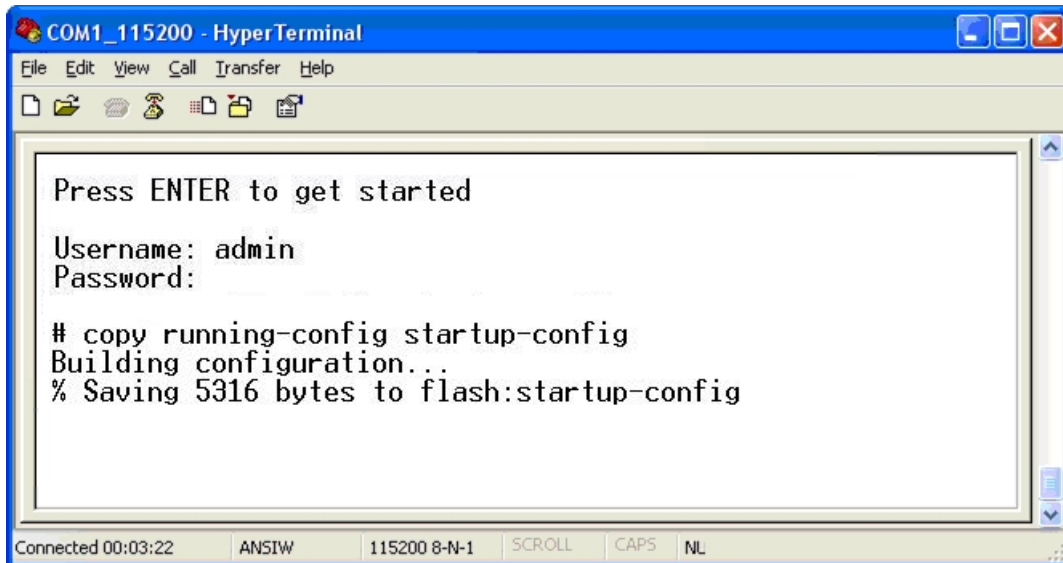 COM1_115200 - HyperTerminal
File Edit View Call Transfer Help
Press ENTER to get started
Username: admin
Password:
# copy running-config startup-config
Building configuration...
% Saving 5316 bytes to flash:startup-config
Connected 00:03:22 ANSIW 115200 8-N-1 SCROLL CAPS NU